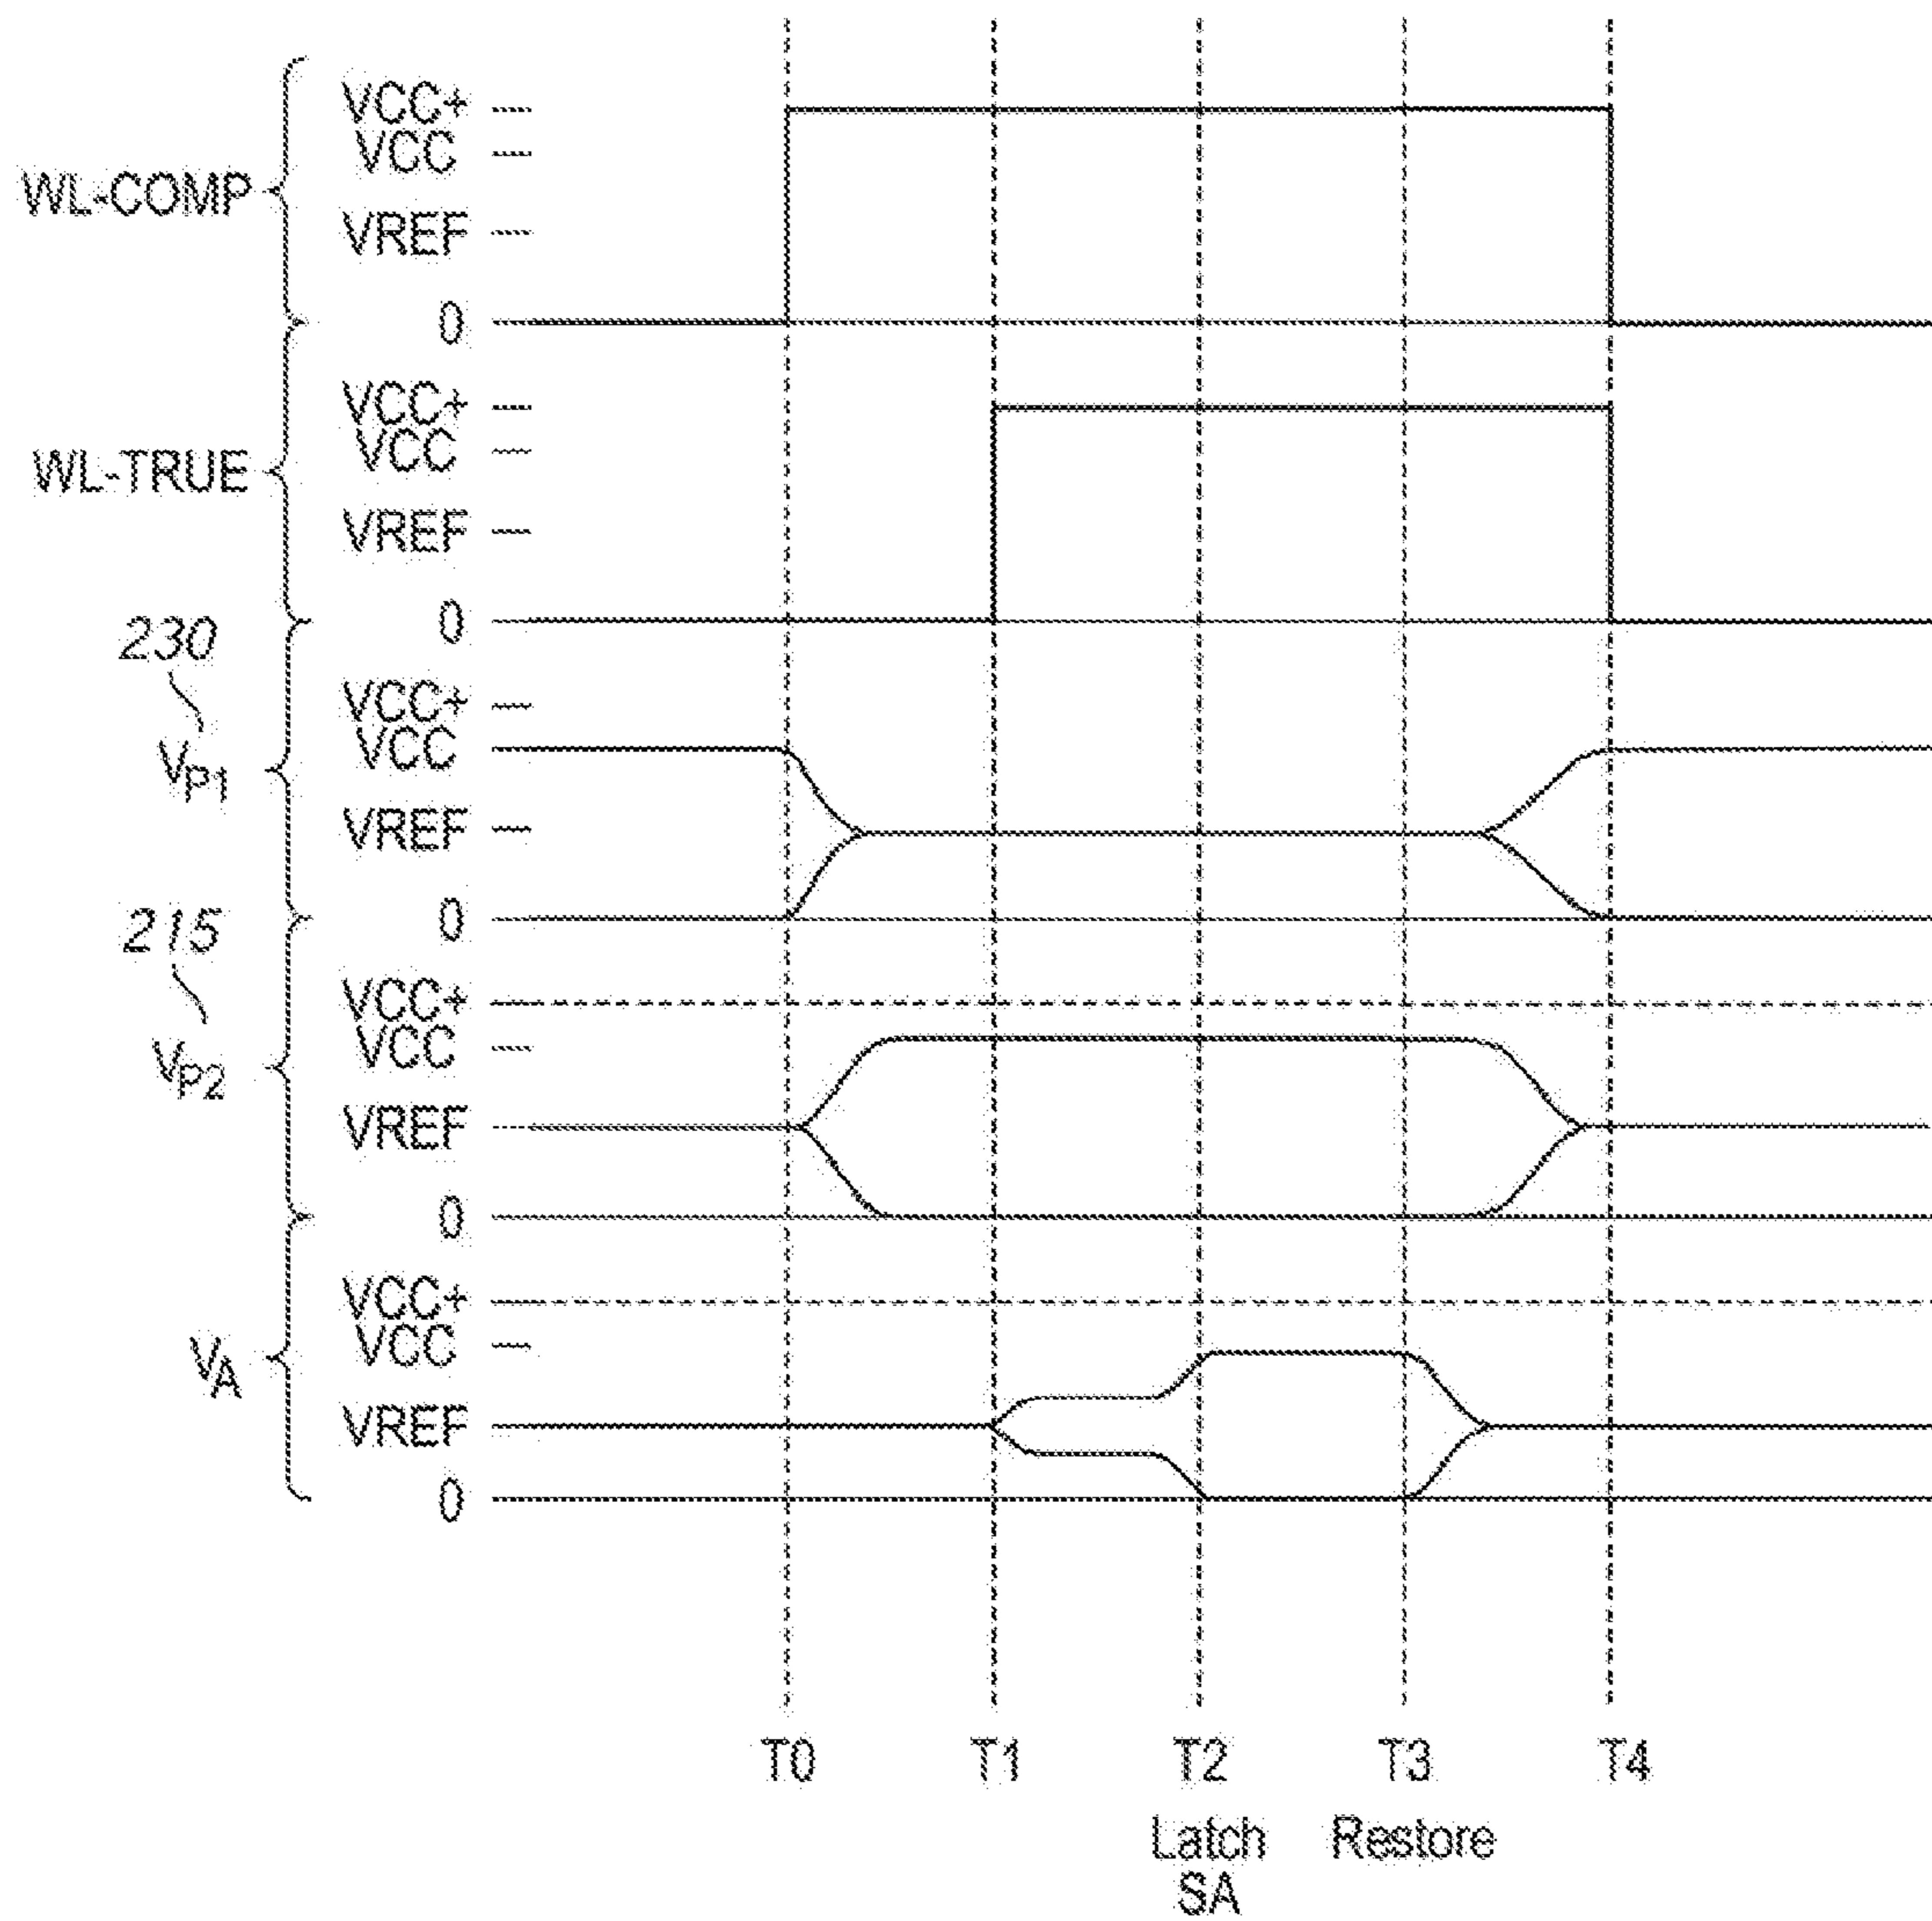 WL-COMP
VCC+
VCC
VREF
0
WL-TRUE
VCC+
VCC
VREF
0
230
VP1
VCC+
VCC
VREF
0
215
VP2
VCC+
VCC
VREF
0
VA
VCC+
VCC
VREF
0
T0 T1 T2 T3 T4
Latch Restore
SA